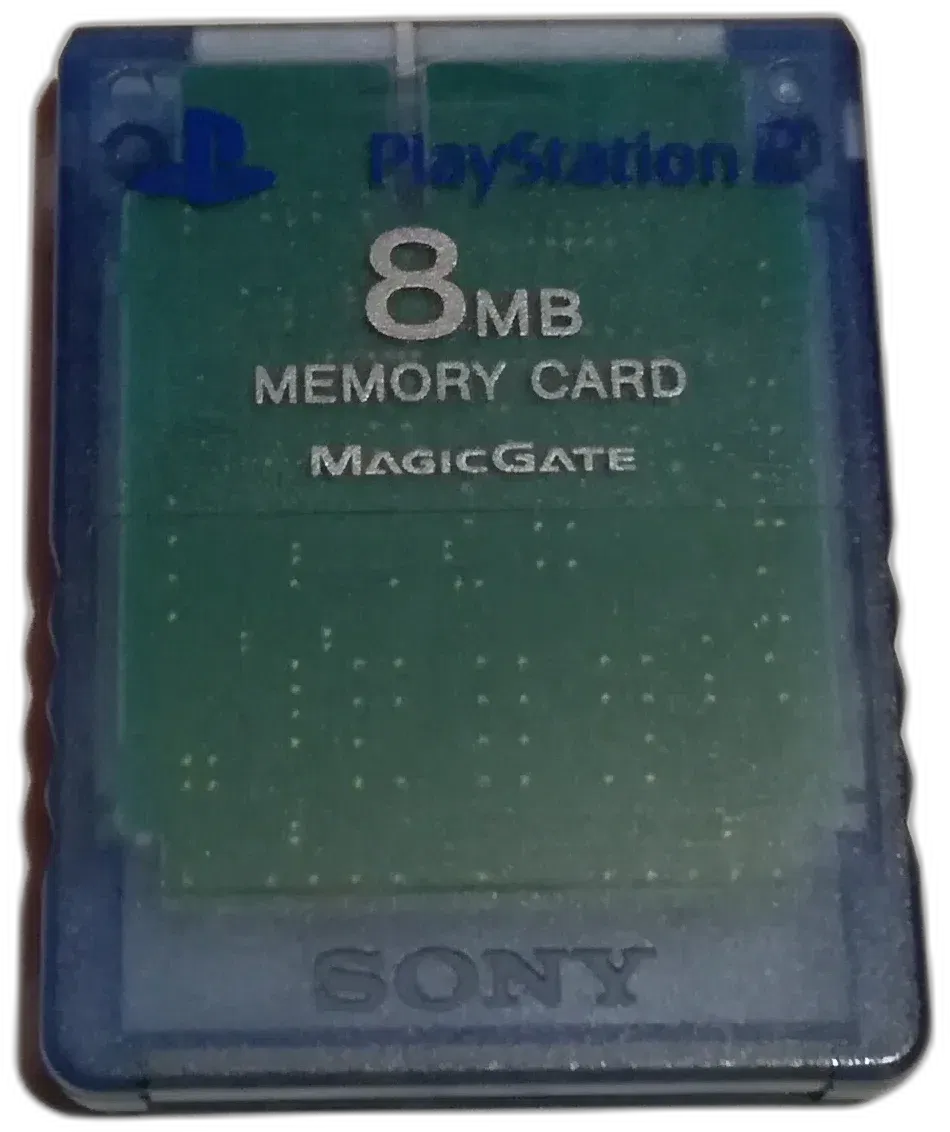 PlayStation 2
8MB
MEMORY CARD
MAGICGATE
SONY